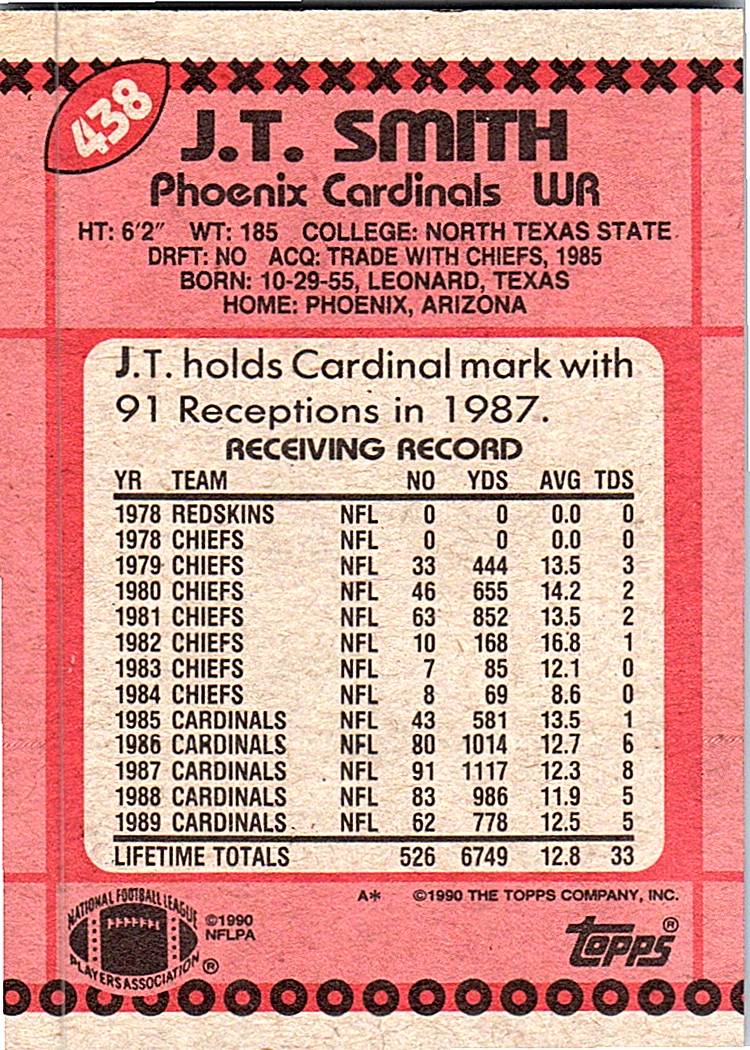 438
J.T. SMITH
Phoenix Cardinals WR
HT: 6'2" WT: 185 COLLEGE: NORTH TEXAS STATE
DRFT: NO ACQ: TRADE WITH CHIEFS, 1985
BORN: 10-29-55, LEONARD, TEXAS
HOME: PHOENIX, ARIZONA
J.T. holds Cardinal mark with
91 Receptions in 1987.
RECEIVING RECORD
YR TEAM NO YDS AVG TDS
1978 REDSKINS NFL 0 0 0.0 0
1978 CHIEFS NFL 0 0 0.0 0
1979 CHIEFS NFL 33 444 13.5 3
1980 CHIEFS NFL 46 655 14.2 2
1981 CHIEFS NFL 63 852 13.5 2
1982 CHIEFS NFL 10 168 16.8 1
1983 CHIEFS NFL 7 85 12.1 0
1984 CHIEFS NFL 8 69 8.6 0
1985 CARDINALS NFL 43 581 13.5 1
1986 CARDINALS NFL 80 1014 12.7 6
1987 CARDINALS NFL 91 1117 12.3 8
1988 CARDINALS NFL 83 986 11.9 5
1989 CARDINALS NFL 62 778 12.5 5
LIFETIME TOTALS 526 6749 12.8 33
A* ©1990 THE TOPPS COMPANY, INC.
NATIONAL FOOTBALL LEAGUE
PLAYERS ASSOCIATION ®
©1990
NFLPA
topps ®